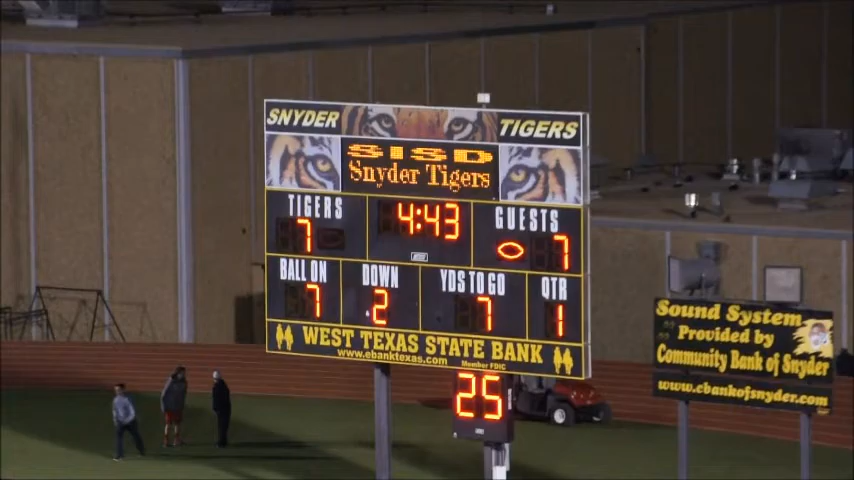 SNYDER TIGERS
SISD
Snyder Tigers
TIGERS 4:43 GUESTS
7 7
BALL ON DOWN YDS TO GO QTR
7 2 7 1
WEST TEXAS STATE BANK
www.ebanktexas.com Member FDIC
25
Sound System
Provided by
Community Bank of Snyder
www.cbankofsnyder.com